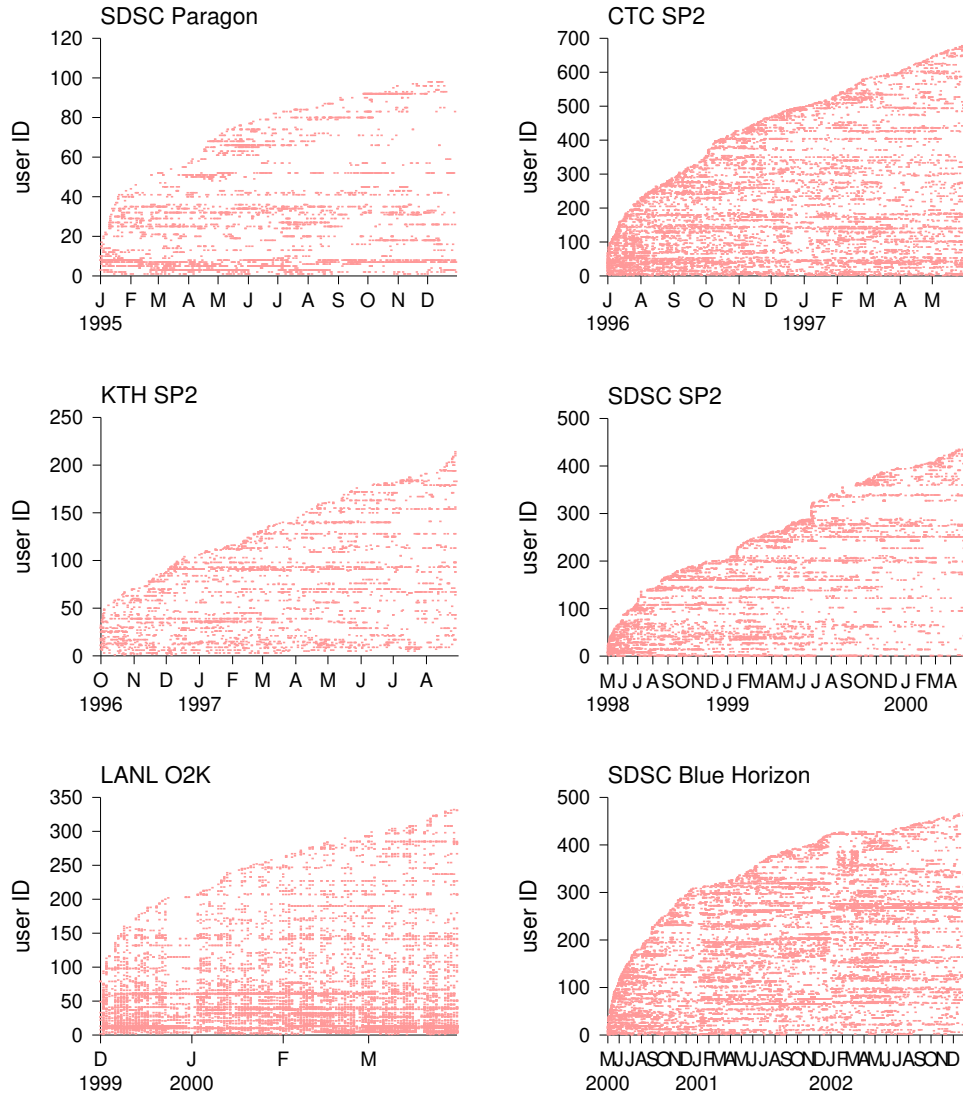 SDSC Paragon
120
100
80
60
40
20
0
user ID
J F M A M J J A S O N D
1995
CTC SP2
700
600
500
400
300
200
100
0
user ID
J A S O N D J F M A M
1996 1997
KTH SP2
250
200
150
100
50
0
user ID
O N D J F M A M J J A
1996 1997
SDSC SP2
500
400
300
200
100
0
user ID
M J J A S O N D J F M A M J J A S O N D J F M A
1998 1999 2000
LANL O2K
350
300
250
200
150
100
50
0
user ID
D J F M
1999 2000
SDSC Blue Horizon
500
400
300
200
100
0
user ID
M J J A S O N D J F M A M J J A S O N D J F M A M J J A S O N D
2000 2001 2002